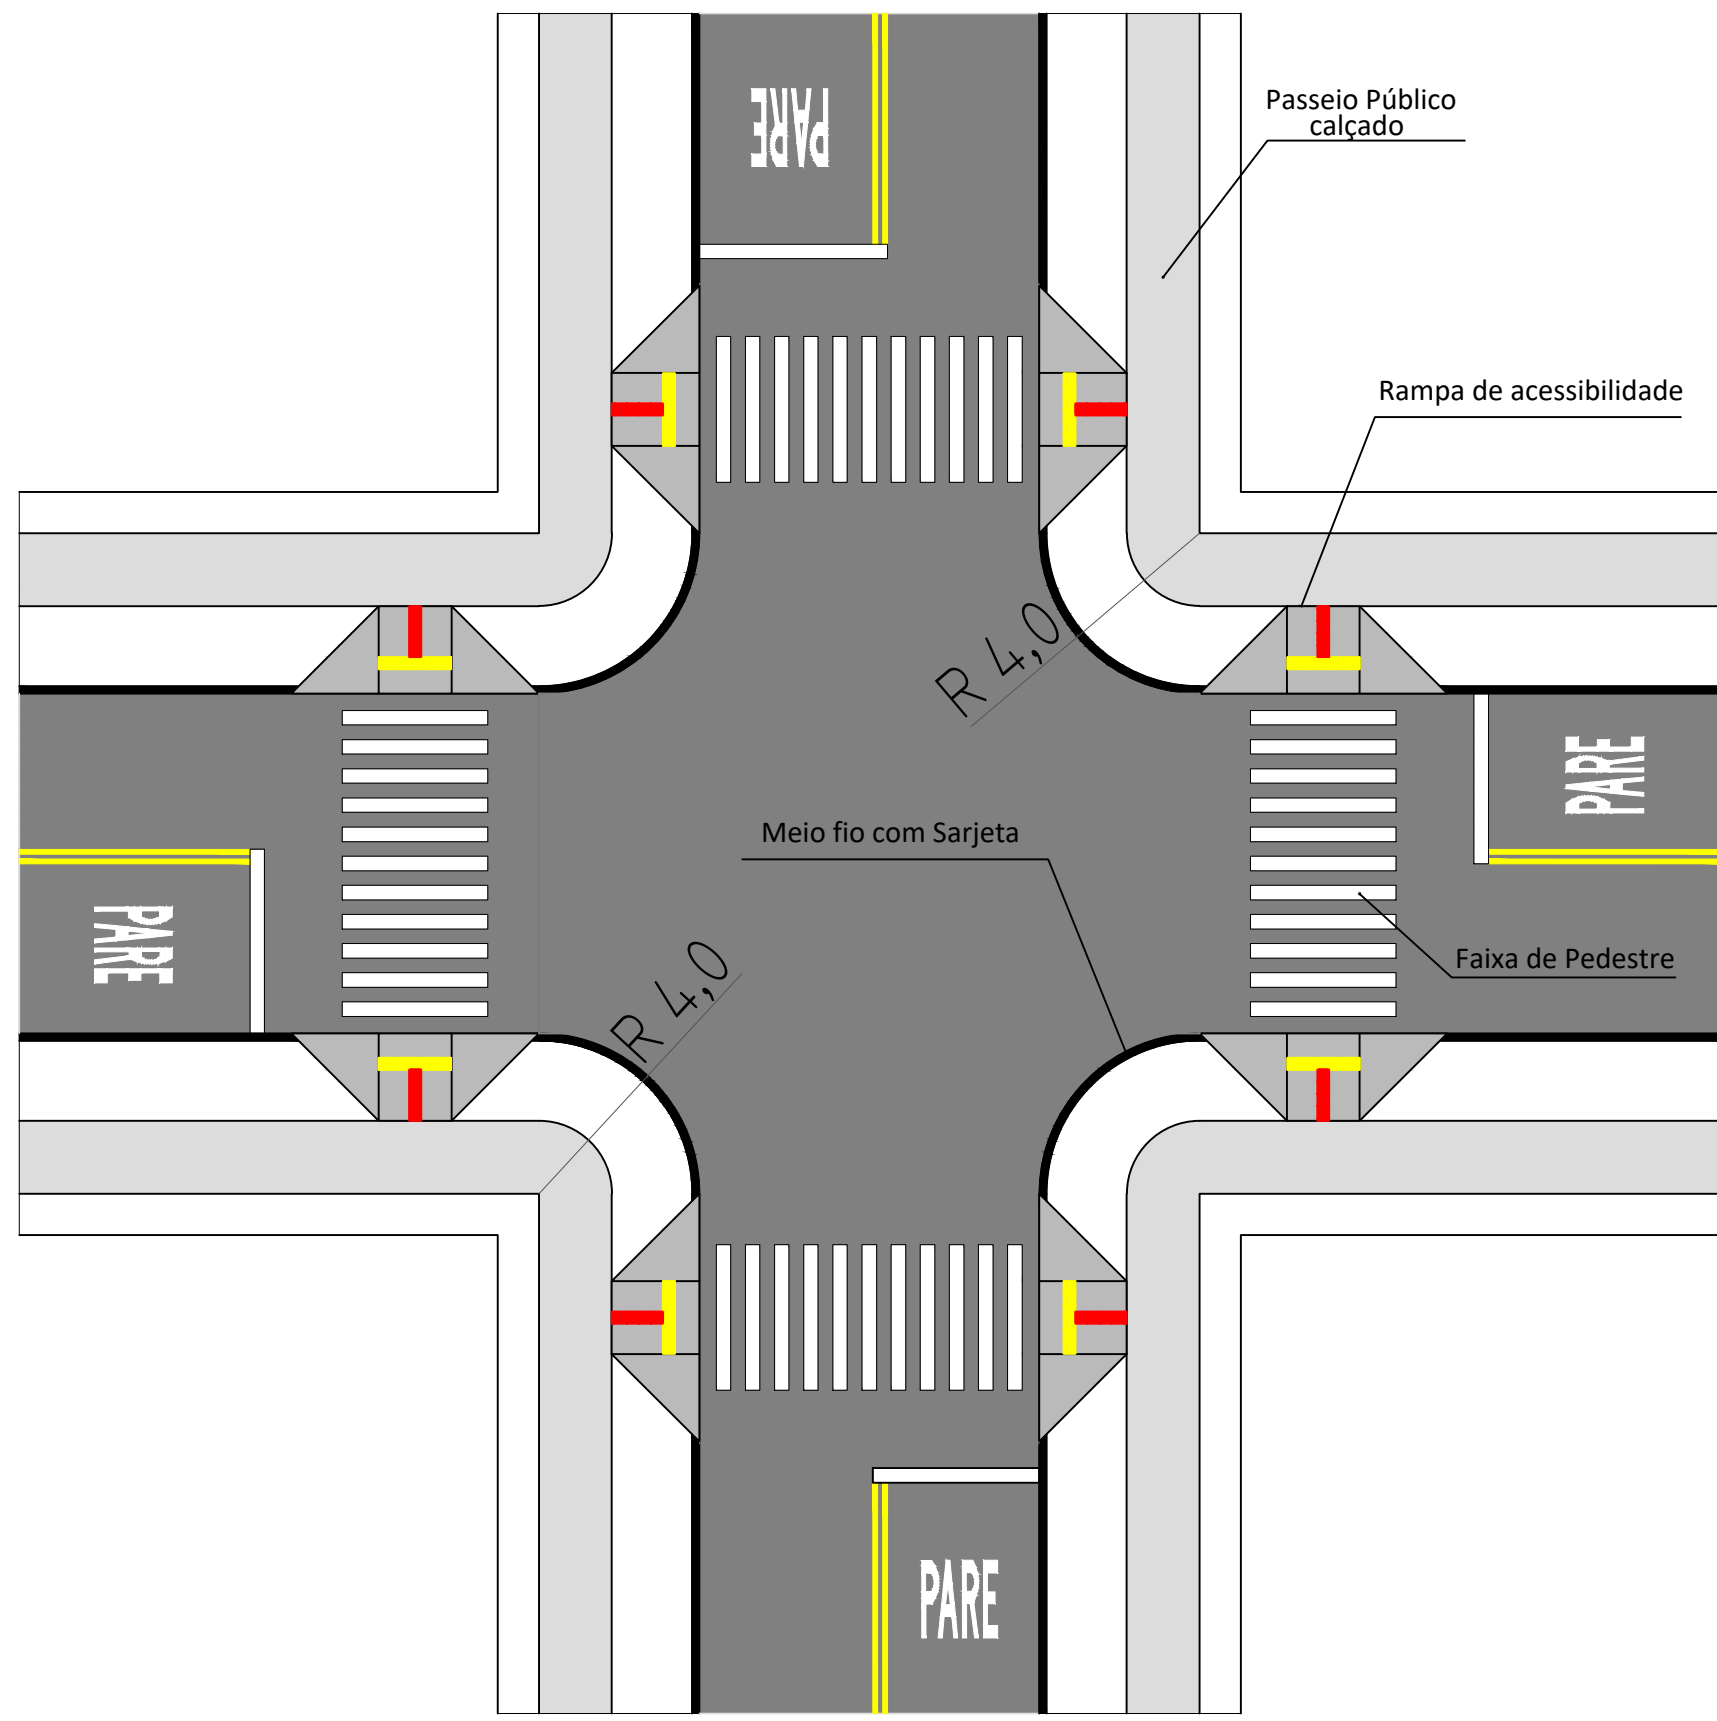 PARE
Passeio Público
calçado
Rampa de acessibilidade
R 4,0
PARE
Meio fio com Sarjeta
PARE
Faixa de Pedestre
R 4,0
PARE